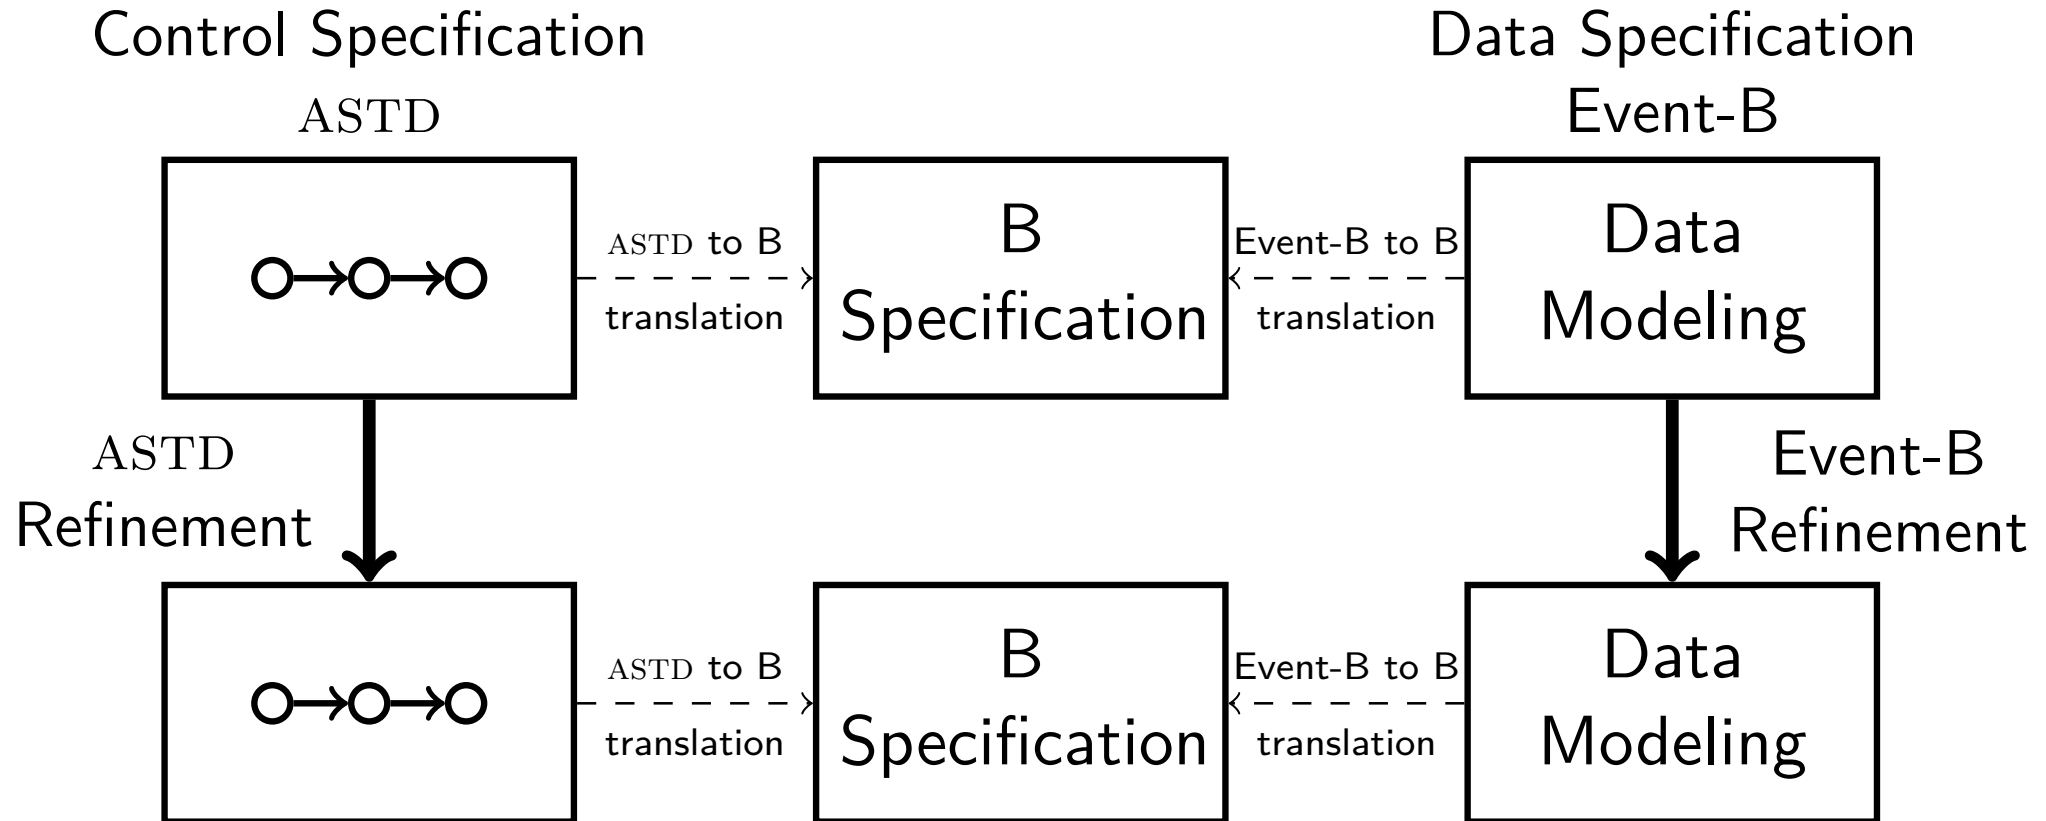 Control Specification
ASTD
Data Specification
Event-B
ASTD to B
translation
B
Specification
Event-B to B
translation
Data
Modeling
ASTD
Refinement
Event-B
Refinement
ASTD to B
translation
B
Specification
Event-B to B
translation
Data
Modeling